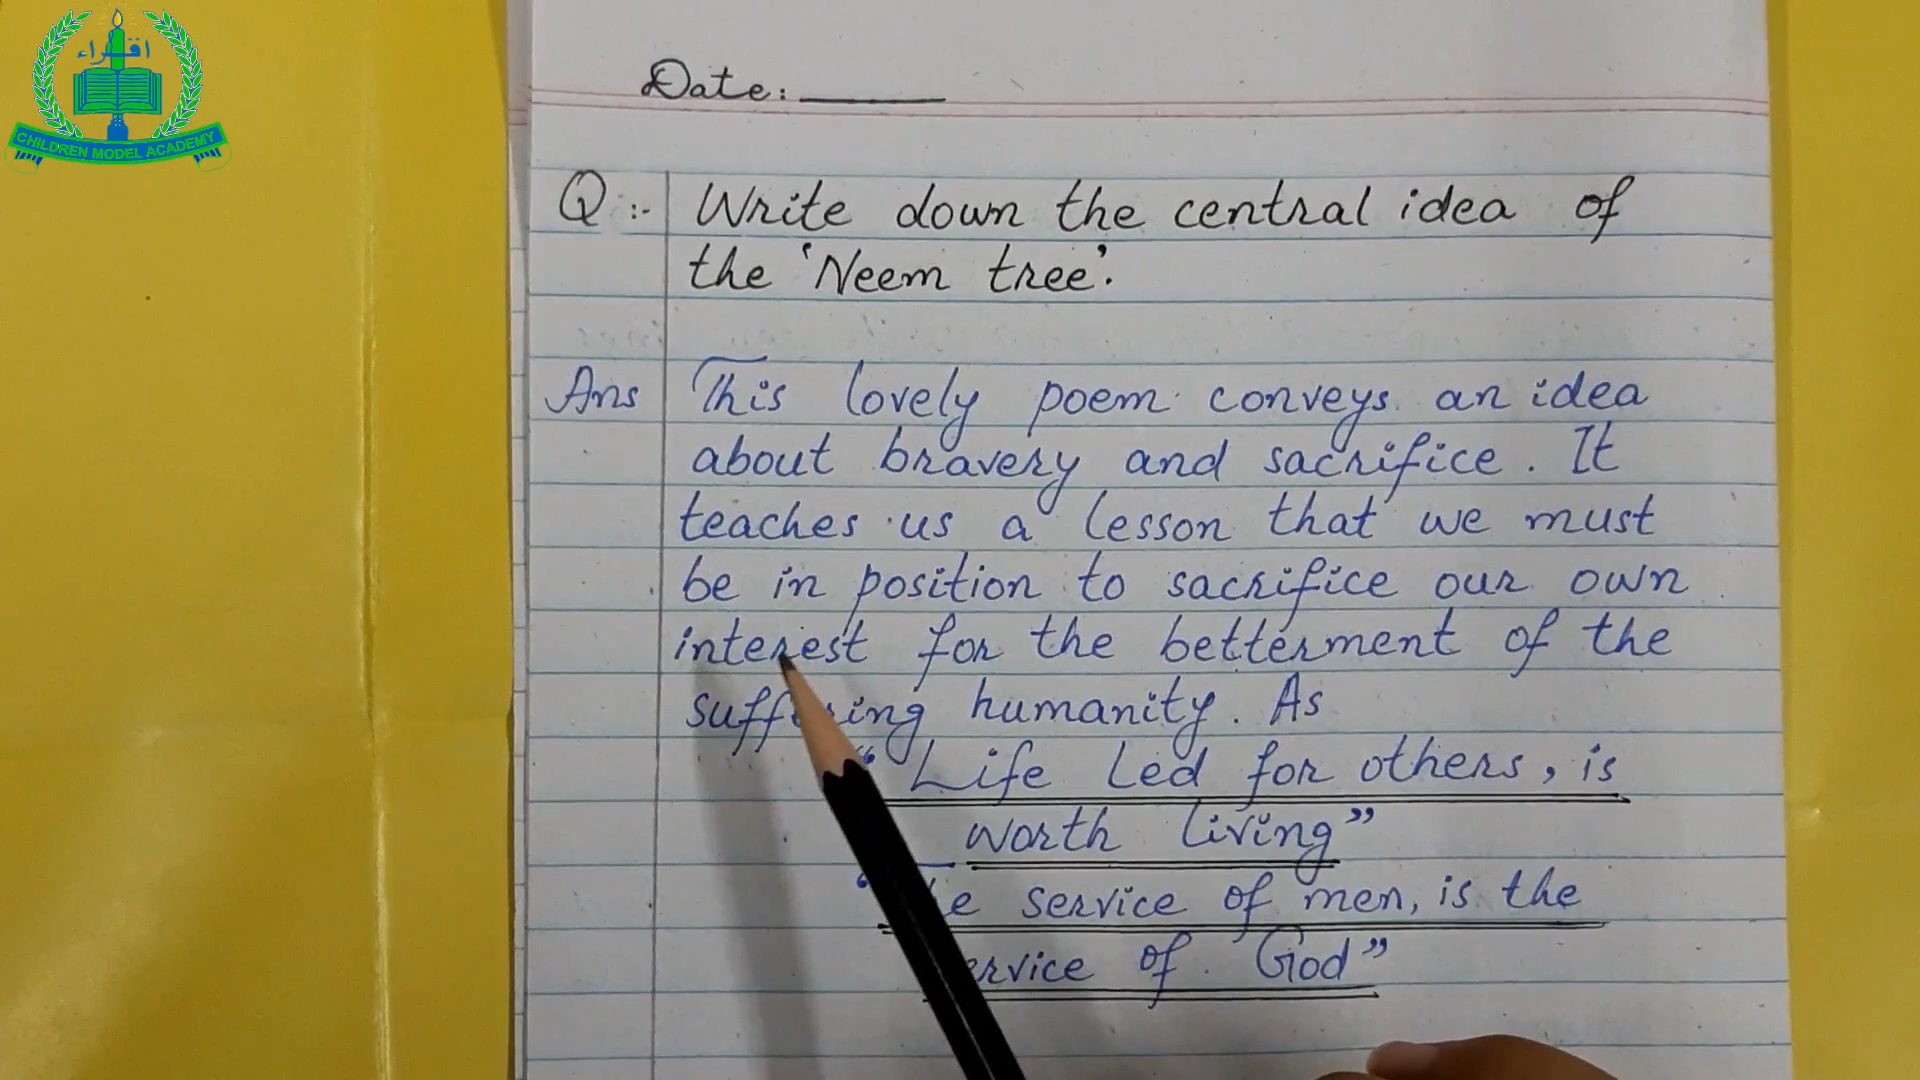 اقراء
CHILDREN MODEL ACADEMY
Date: ______
Q:- Write down the central idea of
the 'Neem tree'.
Ans This lovely poem conveys an idea
about bravery and sacrifice. It
teaches us a lesson that we must
be in position to sacrifice our own
interest for the betterment of the
suffering humanity. As
" Life Led for others, is
worth living"
service of men, is the
of God"